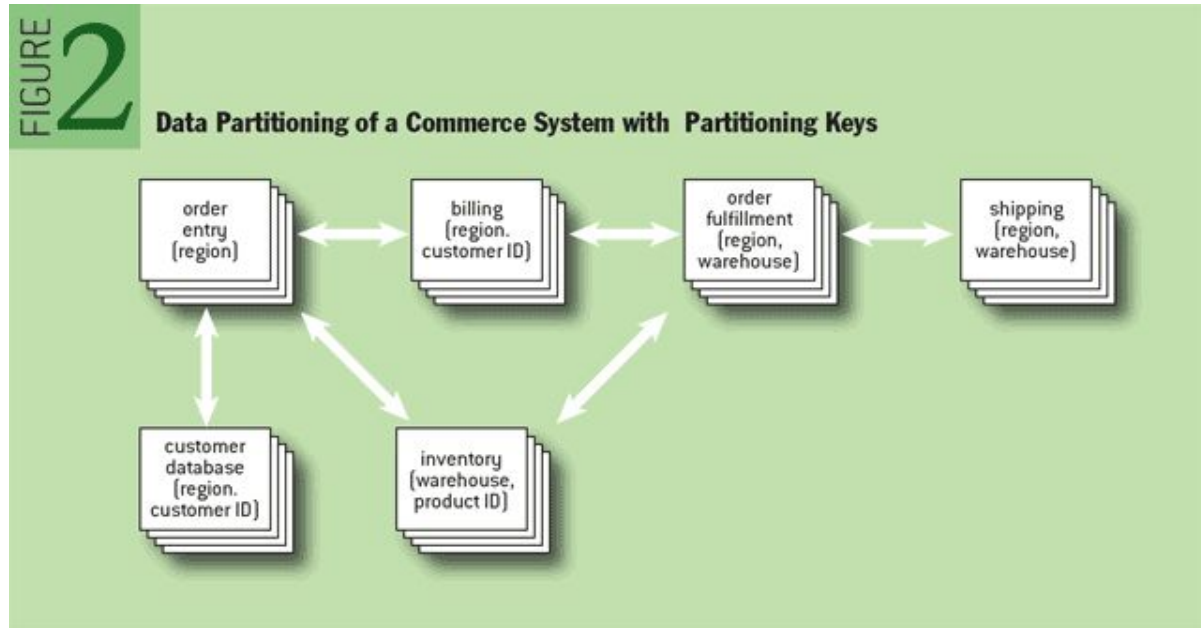 FIGURE
2
Data Partitioning of a Commerce System with Partitioning Keys
order
entry
(region)
billing
(region.
customer ID)
order
fulfillment
(region,
warehouse)
shipping
(region,
warehouse)
customer
database
(region.
customer ID)
inventory
(warehouse,
product ID)